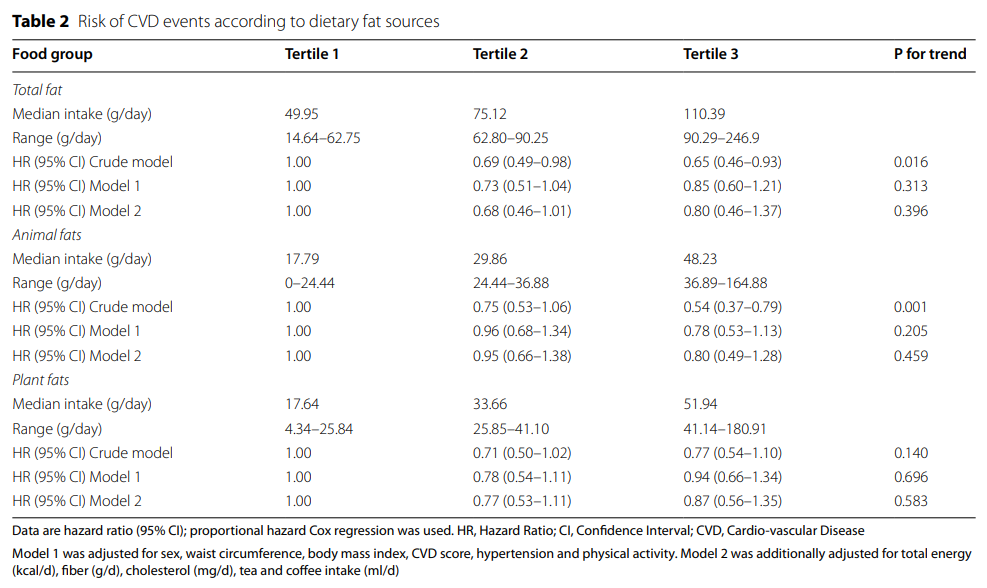 Table 2 Risk of CVD events according to dietary fat sources
Food group Tertile 1 Tertile 2 Tertile 3 P for trend
Total fat
Median intake (g/day) 49.95 75.12 110.39
Range (g/day) 14.64–62.75 62.80–90.25 90.29–246.9
HR (95% CI) Crude model 1.00 0.69 (0.49–0.98) 0.65 (0.46–0.93) 0.016
HR (95% CI) Model 1 1.00 0.73 (0.51–1.04) 0.85 (0.60–1.21) 0.313
HR (95% CI) Model 2 1.00 0.68 (0.46–1.01) 0.80 (0.46–1.37) 0.396
Animal fats
Median intake (g/day) 17.79 29.86 48.23
Range (g/day) 0–24.44 24.44–36.88 36.89–164.88
HR (95% CI) Crude model 1.00 0.75 (0.53–1.06) 0.54 (0.37–0.79) 0.001
HR (95% CI) Model 1 1.00 0.96 (0.68–1.34) 0.78 (0.53–1.13) 0.205
HR (95% CI) Model 2 1.00 0.95 (0.66–1.38) 0.80 (0.49–1.28) 0.459
Plant fats
Median intake (g/day) 17.64 33.66 51.94
Range (g/day) 4.34–25.84 25.85–41.10 41.14–180.91
HR (95% CI) Crude model 1.00 0.71 (0.50–1.02) 0.77 (0.54–1.10) 0.140
HR (95% CI) Model 1 1.00 0.78 (0.54–1.11) 0.94 (0.66–1.34) 0.696
HR (95% CI) Model 2 1.00 0.77 (0.53–1.11) 0.87 (0.56–1.35) 0.583
Data are hazard ratio (95% CI); proportional hazard Cox regression was used. HR, Hazard Ratio; CI, Confidence Interval; CVD, Cardio-vascular Disease
Model 1 was adjusted for sex, waist circumference, body mass index, CVD score, hypertension and physical activity. Model 2 was additionally adjusted for total energy
(kcal/d), fiber (g/d), cholesterol (mg/d), tea and coffee intake (ml/d)